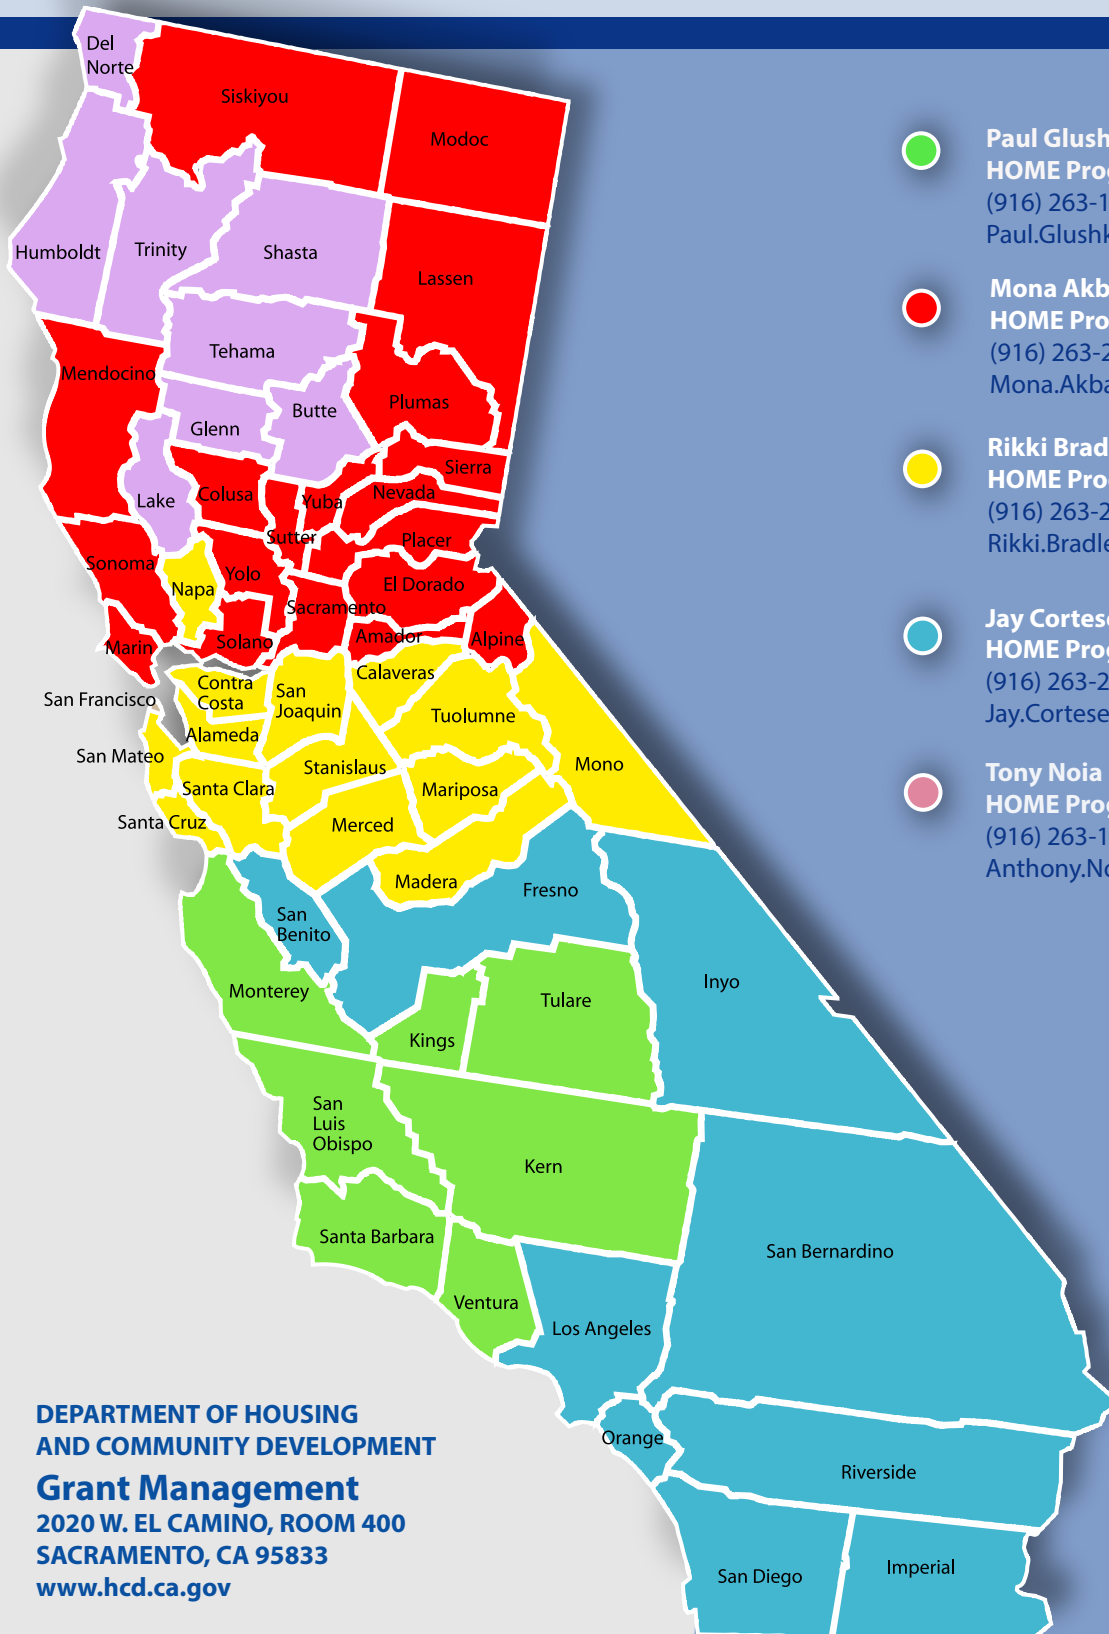 Del
Norte
Siskiyou
Modoc
Humboldt
Trinity
Shasta
Lassen
Tehama
Mendocino
Plumas
Butte
Glenn
Sierra
Lake
Colusa
Yuba
Nevada
Sutter
Placer
Sonoma
Napa
Yolo
El Dorado
Sacramento
Marin
Solano
Amador
Alpine
Calaveras
Contra
Costa
San
Joaquin
San Francisco
Tuolumne
Alameda
San Mateo
Stanislaus
Mono
Santa Clara
Mariposa
Santa Cruz
Merced
Madera
Fresno
San
Benito
Monterey
Inyo
Tulare
Kings
San
Luis
Obispo
Kern
Santa Barbara
San Bernardino
Ventura
Los Angeles
Orange
Riverside
San Diego
Imperial
Paul Glush
HOME Prog
(916) 263-1
Paul.Glushk
Mona Akb
HOME Pro
(916) 263-2
Mona.Akba
Rikki Brad
HOME Prog
(916) 263-2
Rikki.Bradle
Jay Cortese
HOME Prog
(916) 263-2
Jay.Cortese
Tony Noia
HOME Prog
(916) 263-1
Anthony.No
DEPARTMENT OF HOUSING
AND COMMUNITY DEVELOPMENT
Grant Management
2020 W. EL CAMINO, ROOM 400
SACRAMENTO, CA 95833
www.hcd.ca.gov